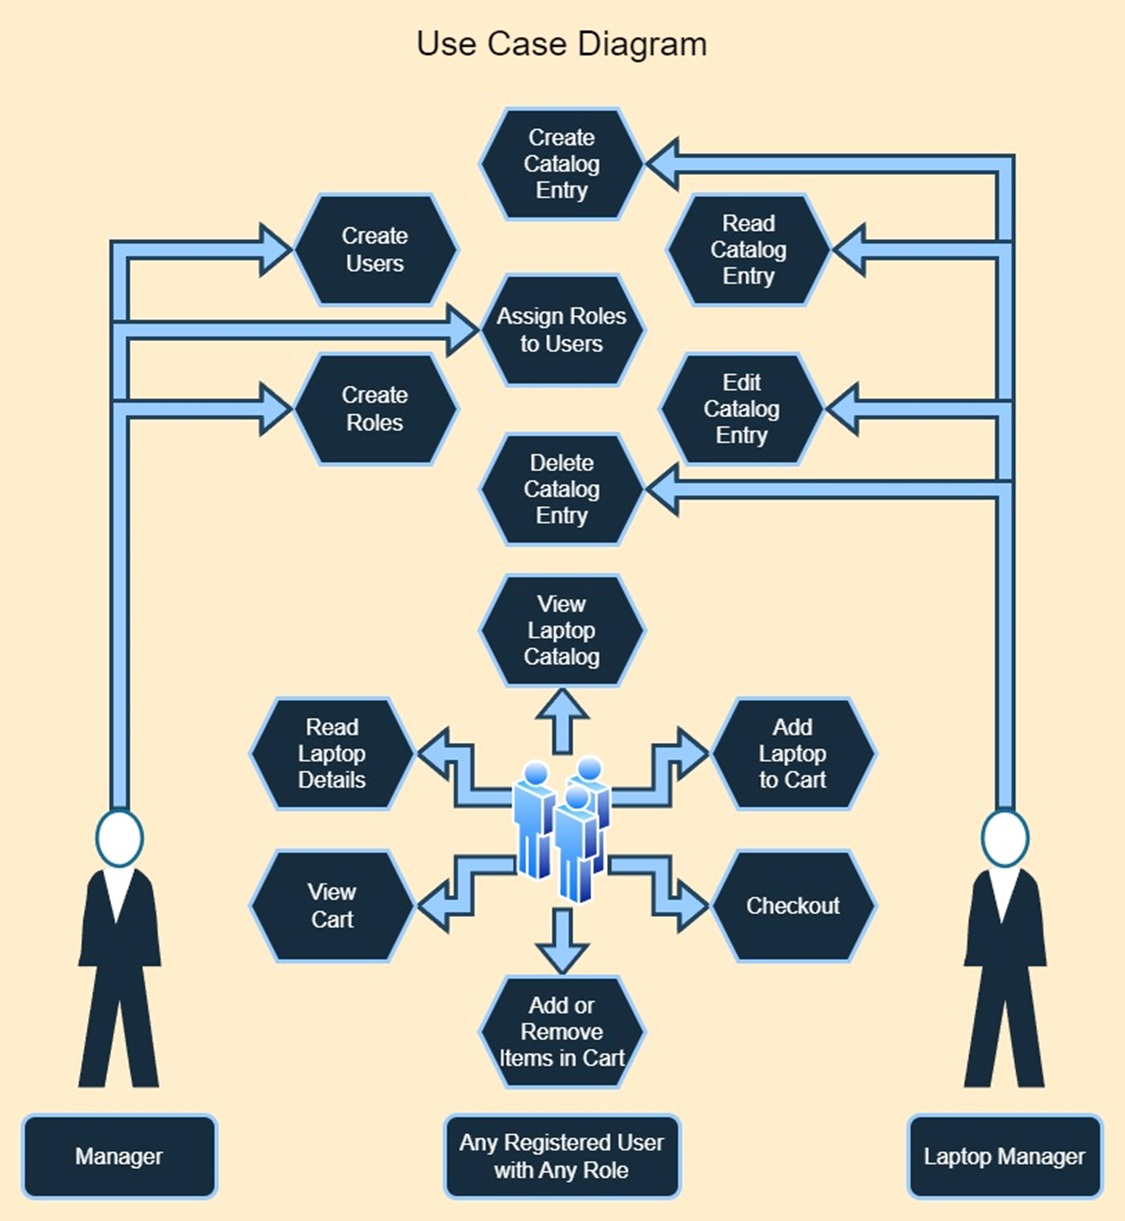 Use Case Diagram
Create
Catalog
Entry
Create
Users
Read
Catalog
Entry
Assign Roles
to Users
Create
Roles
Edit
Catalog
Entry
Delete
Catalog
Entry
View
Laptop
Catalog
Read
Laptop
Details
Add
Laptop
to Cart
View
Cart
Checkout
Add or
Remove
Items in Cart
Manager
Any Registered User
with Any Role
Laptop Manager